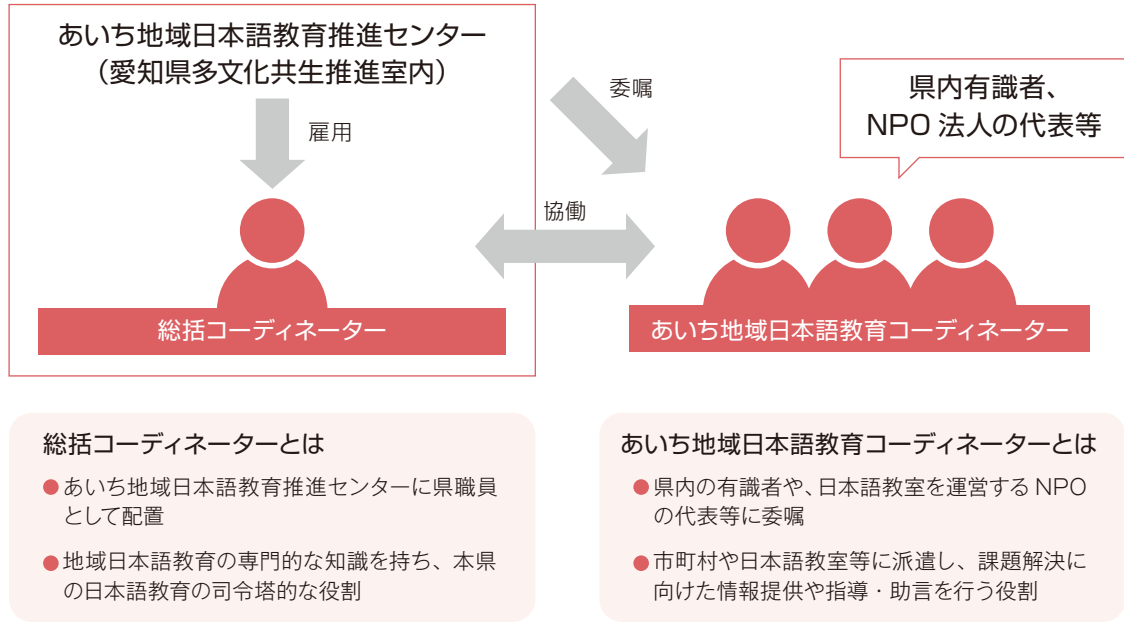 あいち地域日本語教育推進センター
（愛知県多文化共生推進室内）
雇用
委嘱
県内有識者、
NPO 法人の代表等
協働
総括コーディネーター
あいち地域日本語教育コーディネーター
総括コーディネーターとは
●あいち地域日本語教育推進センターに県職員
として配置
●地域日本語教育の専門的な知識を持ち、本県
の日本語教育の司令塔的な役割
あいち地域日本語教育コーディネーターとは
●県内の有識者や、日本語教室を運営する NPO
の代表等に委嘱
●市町村や日本語教室等に派遣し、課題解決に
向けた情報提供や指導・助言を行う役割